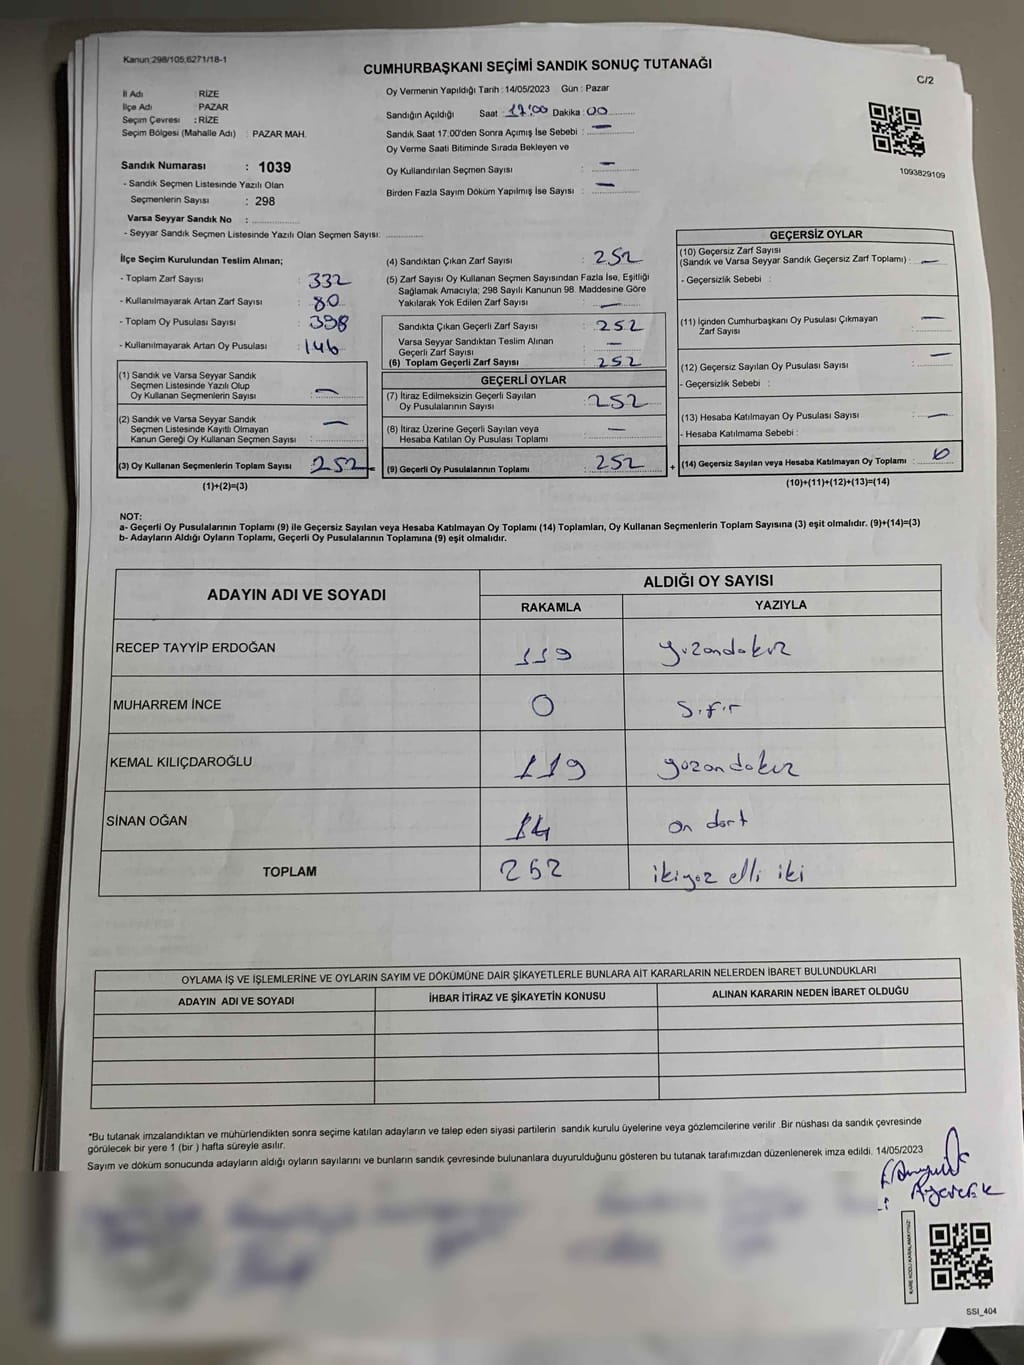 Kanun:298/105,6271/18-1
CUMHURBAŞKANI SEÇİMİ SANDIK SONUÇ TUTANAĞI
C/2
İl Adı : RİZE
İlçe Adı : PAZAR
Seçim Çevresi : RİZE
Seçim Bölgesi (Mahalle Adı) : PAZAR MAH.
Oy Vermenin Yapıldığı Tarih :14/05/2023 Gün : Pazar
Sandığın Açıldığı Saat : 17:00 Dakika : 00
Sandık Saat 17:00'den Sonra Açımış İse Sebebi : —
Oy Verme Saati Bitiminde Sırada Bekleyen ve
Oy Kullandırılan Seçmen Sayısı : —
Birden Fazla Sayım Döküm Yapılmış İse Sayısı : —
1093829109
Sandık Numarası : 1039
- Sandık Seçmen Listesinde Yazılı Olan
Seçmenlerin Sayısı : 298
Varsa Seyyar Sandık No :
- Seyyar Sandık Seçmen Listesinde Yazılı Olan Seçmen Sayısı:
İlçe Seçim Kurulundan Teslim Alınan;
- Toplam Zarf Sayısı : 332
- Kullanılmayarak Artan Zarf Sayısı : 80
- Toplam Oy Pusulası Sayısı : 398
- Kullanılmayarak Artan Oy Pusulası : 146
(1) Sandık ve Varsa Seyyar Sandık
Seçmen Listesinde Yazılı Olup
Oy Kullanan Seçmenlerin Sayısı : —
(2) Sandık ve Varsa Seyyar Sandık
Seçmen Listesinde Kayıtlı Olmayan
Kanun Gereği Oy Kullanan Seçmen Sayısı : —
(3) Oy Kullanan Seçmenlerin Toplam Sayısı : 252
(1)+(2)=(3)
(4) Sandıktan Çıkan Zarf Sayısı : 252
(5) Zarf Sayısı Oy Kullanan Seçmen Sayısından Fazla İse, Eşitliği
Sağlamak Amacıyla; 298 Sayılı Kanunun 98. Maddesine Göre
Yakılarak Yok Edilen Zarf Sayısı : —
Sandıkta Çıkan Geçerli Zarf Sayısı : 252
Varsa Seyyar Sandıktan Teslim Alınan
Geçerli Zarf Sayısı : —
(6) Toplam Geçerli Zarf Sayısı : 252
GEÇERLİ OYLAR
(7) İtiraz Edilmeksizin Geçerli Sayılan
Oy Pusulalarının Sayısı : 252
(8) İtiraz Üzerine Geçerli Sayılan veya
Hesaba Katılan Oy Pusulası Toplamı : —
(9) Geçerli Oy Pusulalarının Toplamı : 252
GEÇERSİZ OYLAR
(10) Geçersiz Zarf Sayısı
(Sandık ve Varsa Seyyar Sandık Geçersiz Zarf Toplamı) : —
- Geçersizlik Sebebi :
(11) İçinden Cumhurbaşkanı Oy Pusulası Çıkmayan
Zarf Sayısı : —
(12) Geçersiz Sayılan Oy Pusulası Sayısı : —
- Geçersizlik Sebebi :
(13) Hesaba Katılmayan Oy Pusulası Sayısı : —
- Hesaba Katılmama Sebebi :
+ (14) Geçersiz Sayılan veya Hesaba Katılmayan Oy Toplamı :
(10)+(11)+(12)+(13)=(14)
NOT:
a- Geçerli Oy Pusulalarının Toplamı (9) ile Geçersiz Sayılan veya Hesaba Katılmayan Oy Toplamı (14) Toplamları, Oy Kullanan Seçmenlerin Toplam Sayısına (3) eşit olmalıdır. (9)+(14)=(3)
b- Adayların Aldığı Oyların Toplamı, Geçerli Oy Pusulalarının Toplamına (9) eşit olmalıdır.
ADAYIN ADI VE SOYADI
ALDIĞI OY SAYISI
RAKAMLA YAZIYLA
RECEP TAYYİP ERDOĞAN 119 yuzondokuz
MUHARREM İNCE 0 sıfır
KEMAL KILIÇDAROĞLU 119 yuzondokuz
SİNAN OĞAN 14 on dort
TOPLAM 252 ikiyuz elli iki
OYLAMA İŞ VE İŞLEMLERİNE VE OYLARIN SAYIM VE DÖKÜMÜNE DAİR ŞİKAYETLERLE BUNLARA AİT KARARLARIN NELERDEN İBARET BULUNDUKLARI
ADAYIN ADI VE SOYADI İHBAR İTİRAZ VE ŞİKAYETİN KONUSU ALINAN KARARIN NEDEN İBARET OLDUĞU
*Bu tutanak imzalandıktan ve mühürlendikten sonra seçime katılan adayların ve talep eden siyasi partilerin sandık kurulu üyelerine veya gözlemcilerine verilir .Bir nüshası da sandık çevresinde
görülecek bir yere 1 (bir ) hafta süreyle asılır.
Sayım ve döküm sonucunda adayların aldığı oyların sayılarını ve bunların sandık çevresinde bulunanlara duyurulduğunu gösteren bu tutanak tarafımızdan düzenlenerek imza edildi. 14/05/2023
KARE KODU KARALAMAYINIZ!
SSI_404